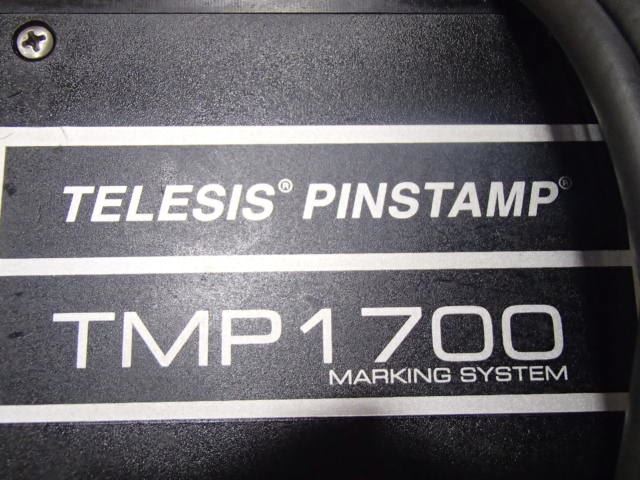 TELESIS® PINSTAMP®
TMP1700
MARKING SYSTEM